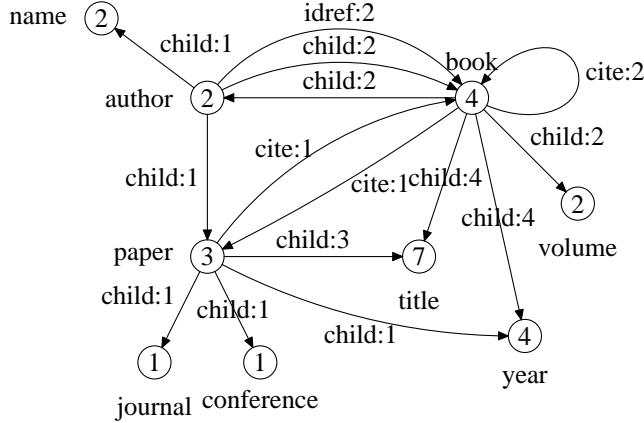 idref:2
name
2
child:1
child:2
book
cite:2
author
2
child:2
4
child:2
child:1
cite:1
cite:1
child:4
child:4
2
volume
paper
3
child:3
7
title
child:1
child:1
child:1
4
year
1
1
journal
conference